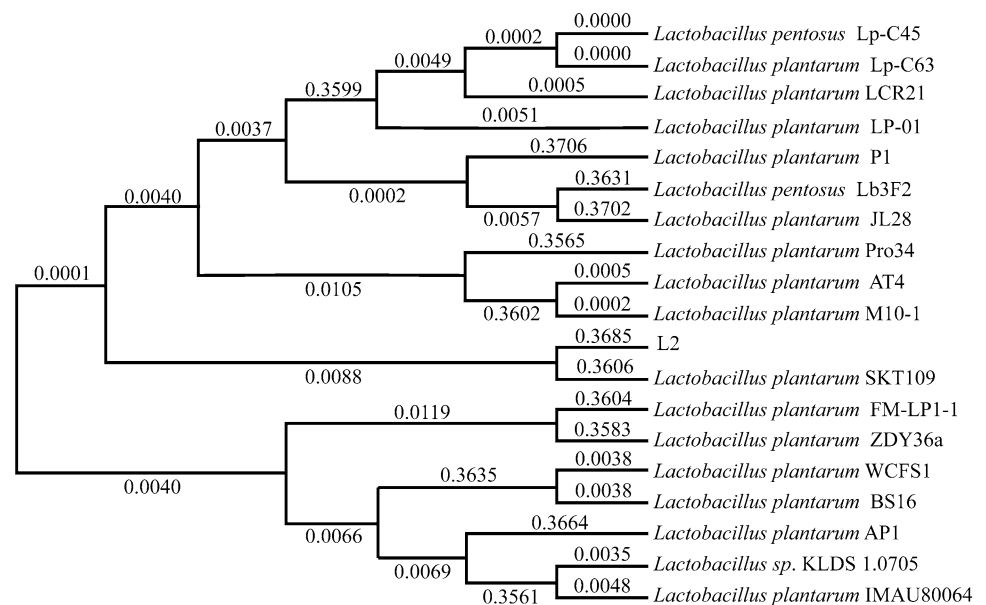 0.0000
0.0002
Lactobacillus pentosus Lp-C45
0.0049
0.0000
Lactobacillus plantarum Lp-C63
0.3599
0.0005
Lactobacillus plantarum LCR21
0.0051
0.0037
Lactobacillus plantarum LP-01
0.3706
Lactobacillus plantarum P1
0.0040
0.0002
0.3631
Lactobacillus pentosus Lb3F2
0.0057
0.3702
Lactobacillus plantarum JL28
0.3565
Lactobacillus plantarum Pro34
0.0001
0.0105
0.0005
Lactobacillus plantarum AT4
0.3602
0.0002
Lactobacillus plantarum M10-1
0.3685
L2
0.0088
0.3606
Lactobacillus plantarum SKT109
0.0119
0.3604
Lactobacillus plantarum FM-LP1-1
0.3583
Lactobacillus plantarum ZDY36a
0.3635
0.0038
Lactobacillus plantarum WCFS1
0.0040
0.0038
Lactobacillus plantarum BS16
0.0066
0.3664
Lactobacillus plantarum AP1
0.0069
0.0035
Lactobacillus sp. KLDS 1.0705
0.3561
0.0048
Lactobacillus plantarum IMAU80064